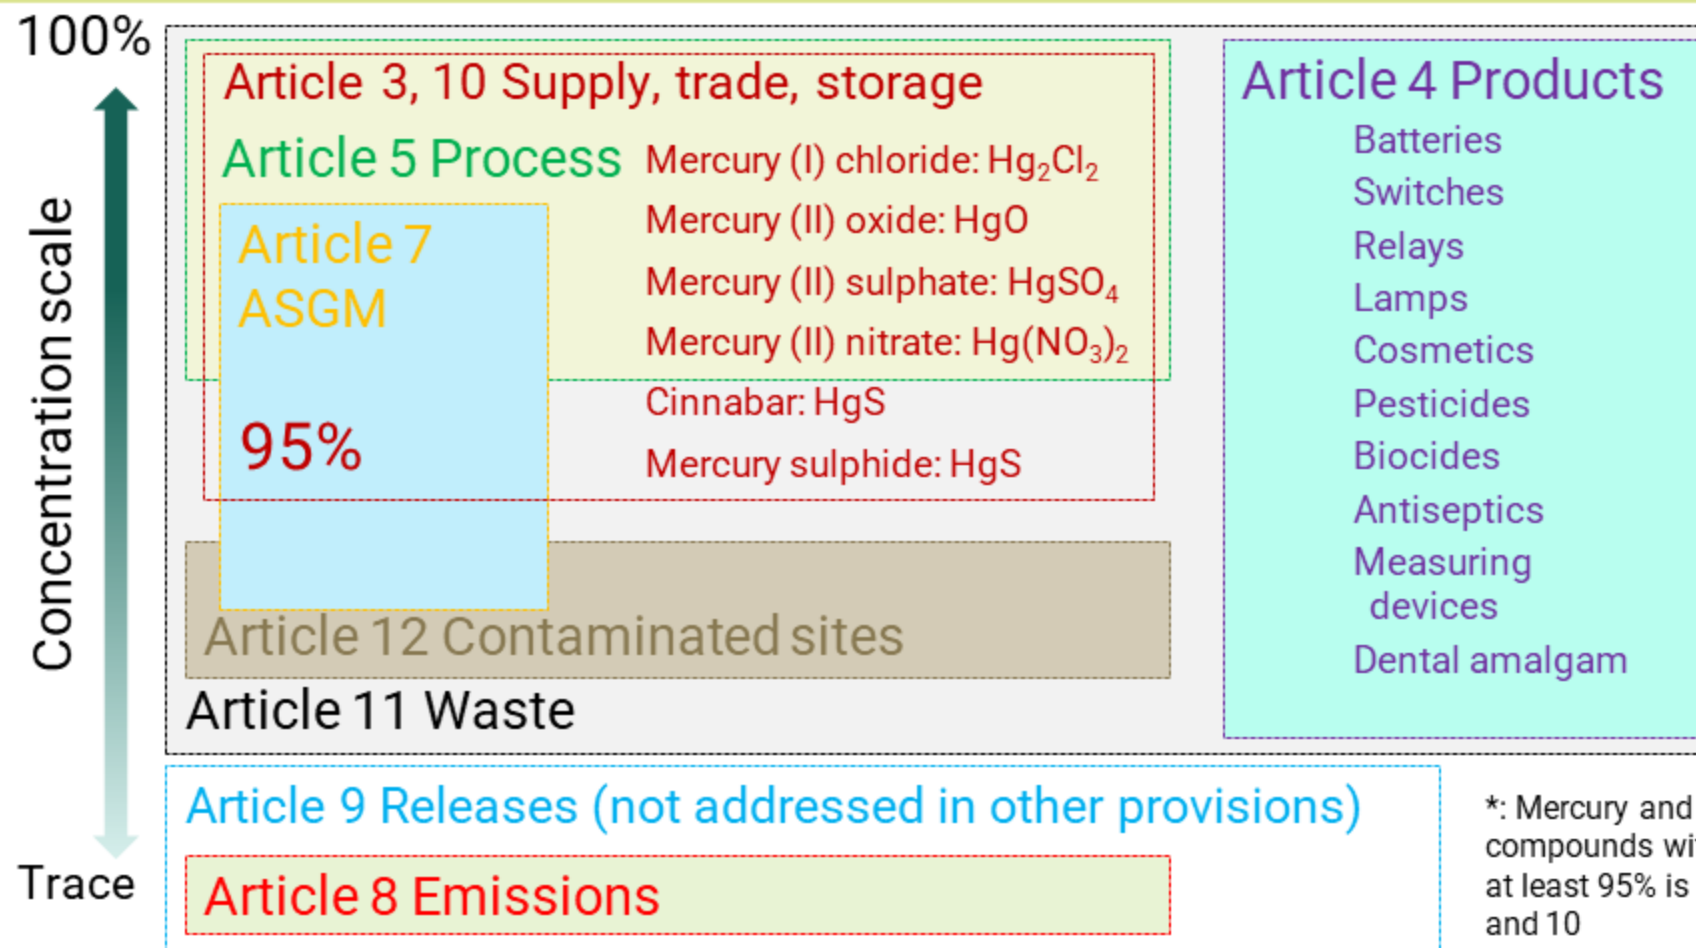 100%
Concentration scale
Trace
Article 3, 10 Supply, trade, storage
Article 5 Process
Mercury (I) chloride: Hg₂Cl₂
Mercury (II) oxide: HgO
Mercury (II) sulphate: HgSO₄
Mercury (II) nitrate: Hg(NO₃)₂
Cinnabar: HgS
Mercury sulphide: HgS
Article 7
ASGM
95%
Article 12 Contaminated sites
Article 11 Waste
Article 4 Products
Batteries
Switches
Relays
Lamps
Cosmetics
Pesticides
Biocides
Antiseptics
Measuring
devices
Dental amalgam
Article 9 Releases (not addressed in other provisions)
Article 8 Emissions
*: Mercury and
compounds
at least 95% is
and 10